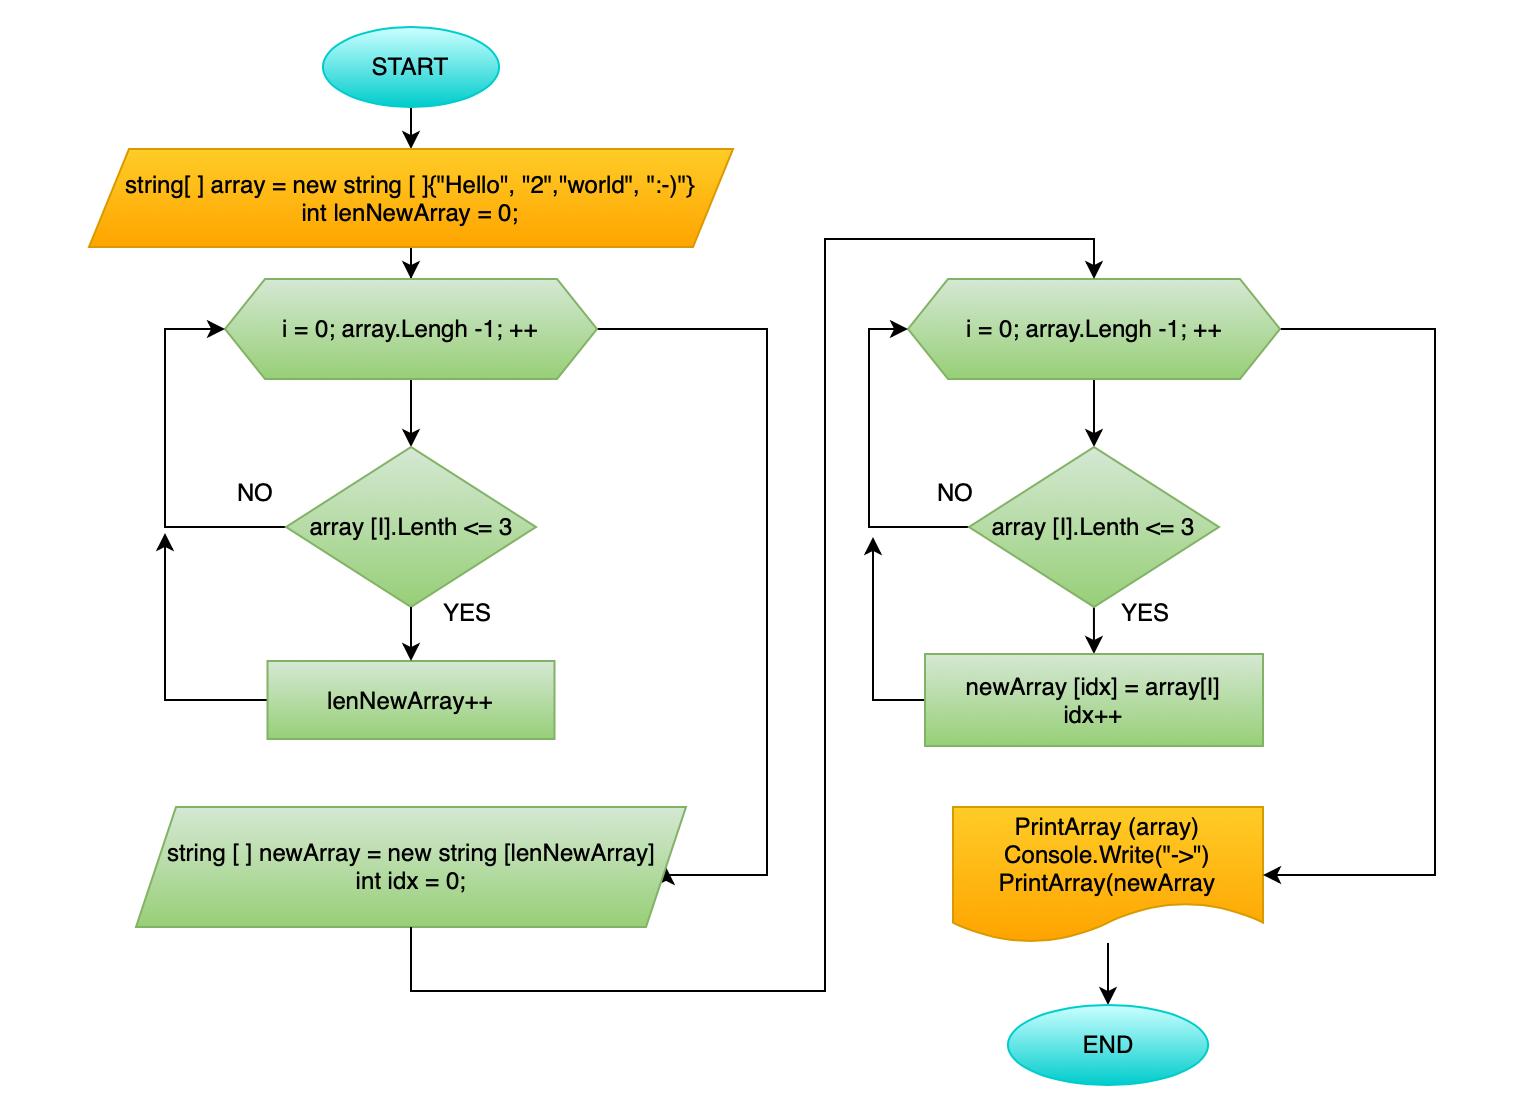 START
string[ ] array = new string [ ]{"Hello", "2","world", ":-)"}
int lenNewArray = 0;
i = 0; array.Lengh -1; ++
NO
array [I].Lenth <= 3
YES
lenNewArray++
string [ ] newArray = new string [lenNewArray]
int idx = 0;
i = 0; array.Lengh -1; ++
NO
array [I].Lenth <= 3
YES
newArray [idx] = array[I]
idx++
PrintArray (array)
Console.Write("->")
PrintArray(newArray
END